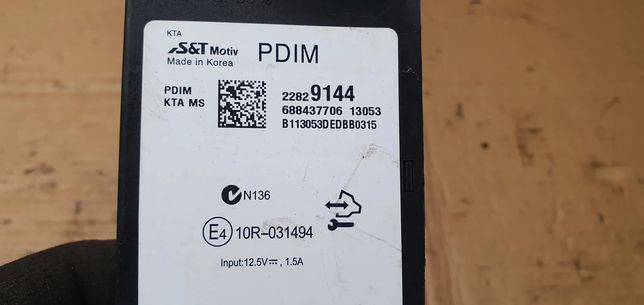 KTA
S&T Motiv PDIM
Made in Korea
PDIM
KTA MS
22829144
688437706 13053
B113053DEDBB0315
N136
E4 10R-031494
Input:12.5V⎓, 1.5A